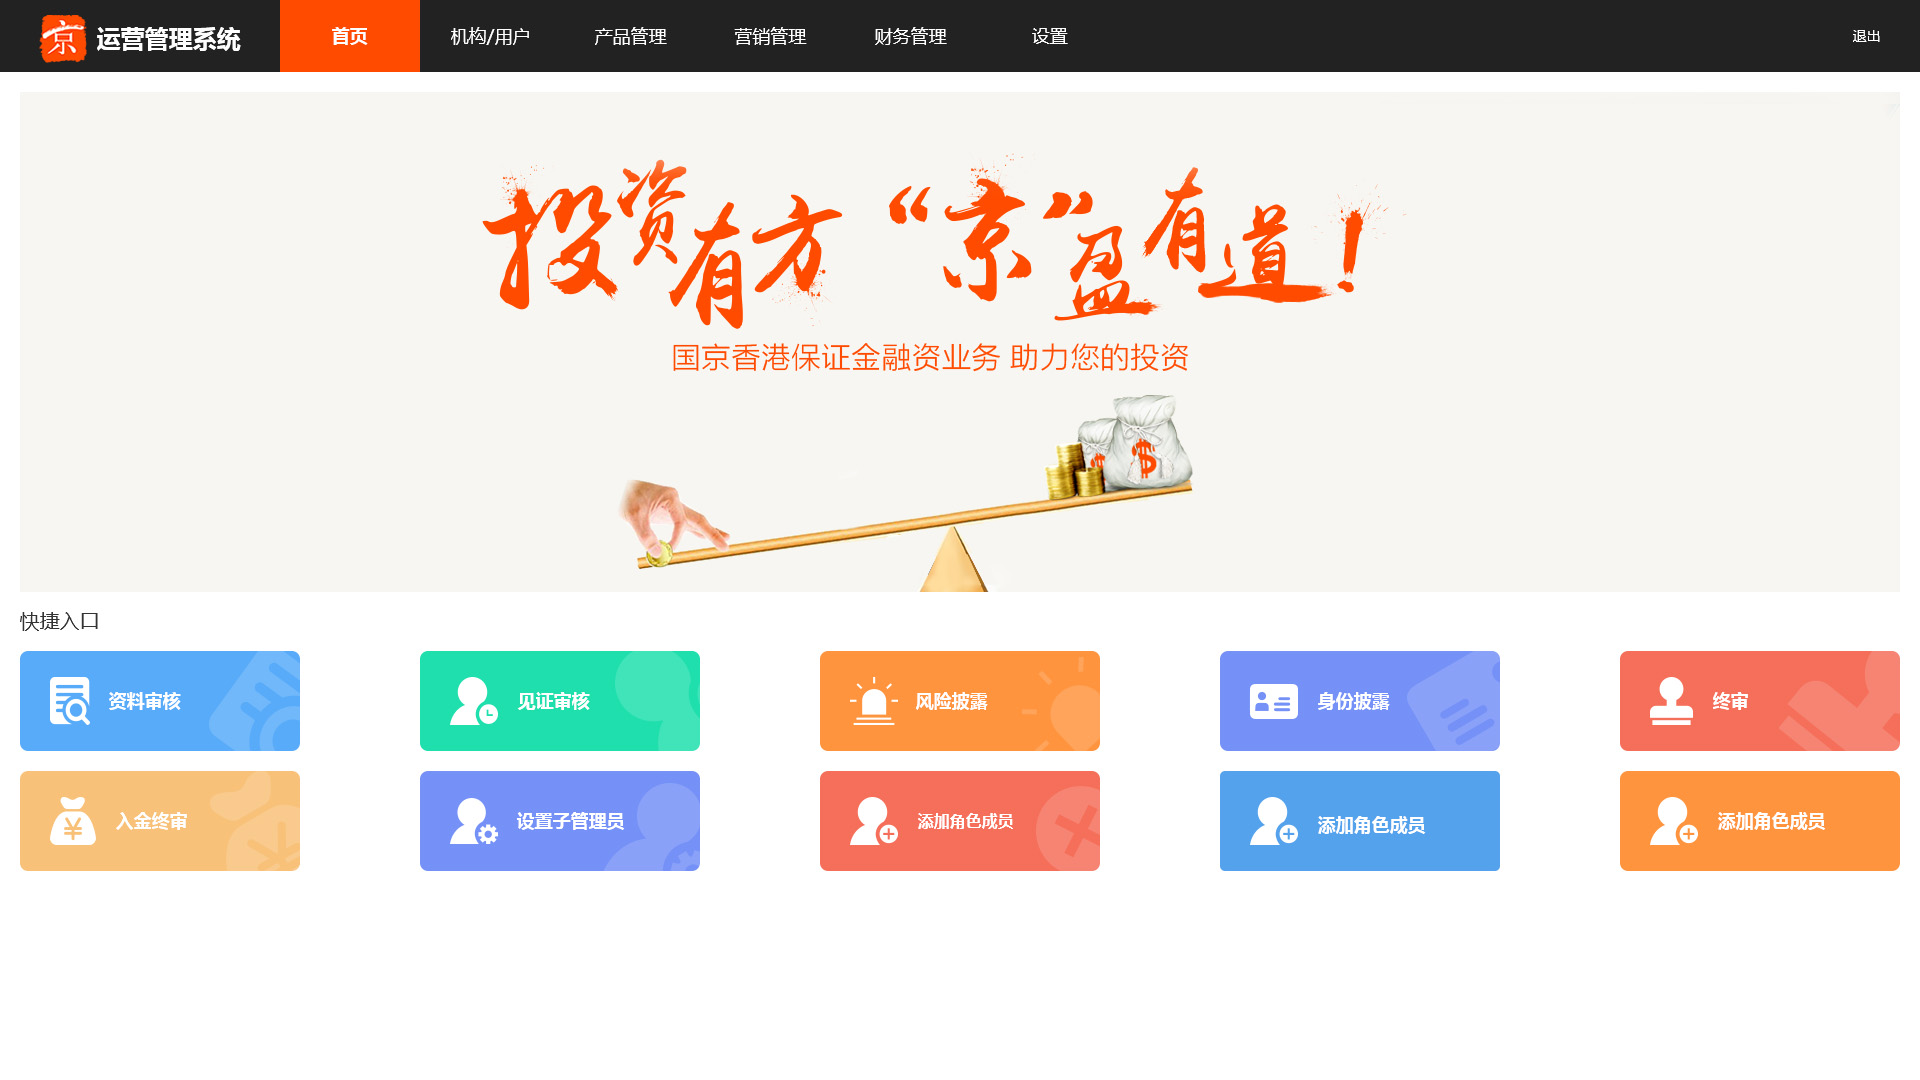 京 运营管理系统
首页
机构/用户
产品管理
营销管理
财务管理
设置
退出
投资有方“京”盈有道！
国京香港保证金融资业务 助力您的投资
$ $
快捷入口
资料审核
见证审核
风险披露
身份披露
终审
¥ 入金终审
设置子管理员
添加角色成员
添加角色成员
添加角色成员